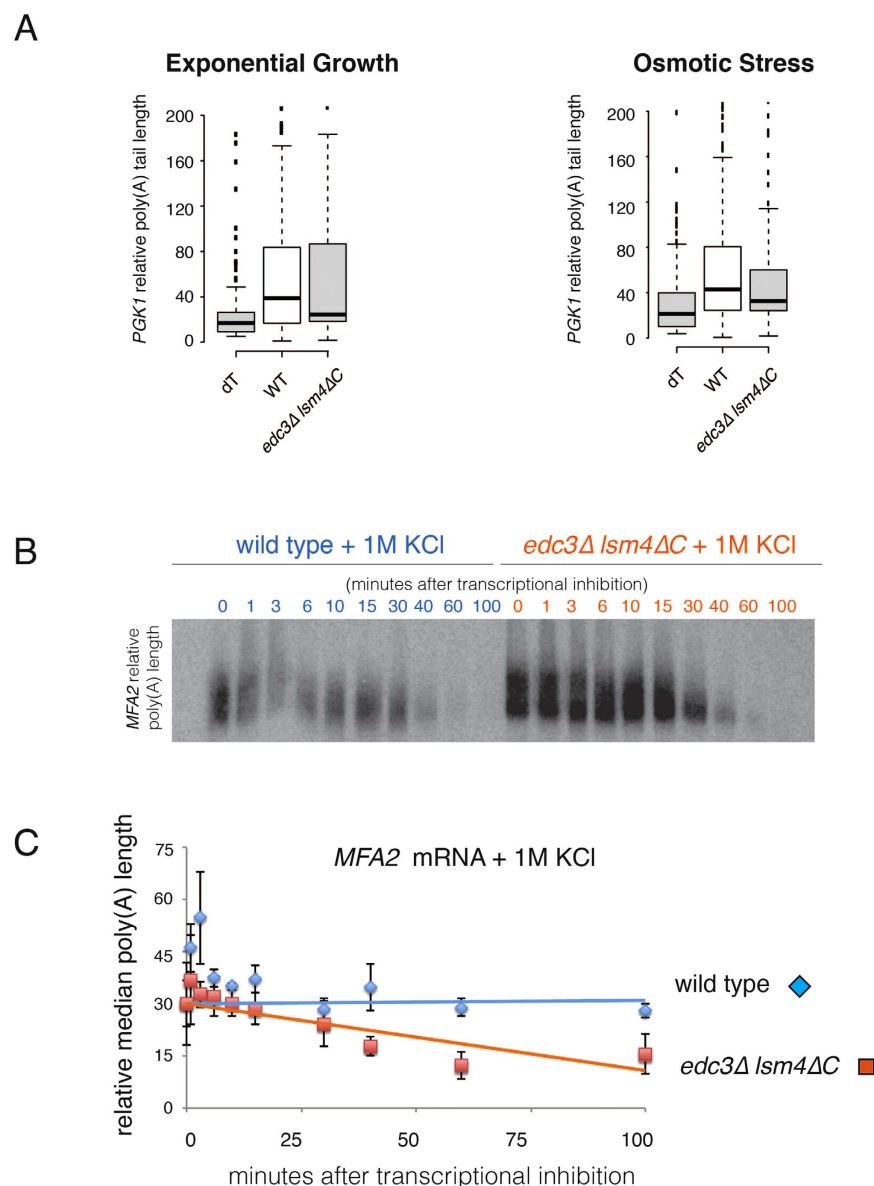 A
Exponential Growth
Osmotic Stress
PGK1 relative poly(A) tail length
200
160
120
80
40
0
dT
WT
edc3Δ lsm4ΔC
PGK1 relative poly(A) tail length
200
160
120
80
40
0
dT
WT
edc3Δ lsm4ΔC
B
wild type + 1M KCl
edc3Δ lsm4ΔC + 1M KCl
(minutes after transcriptional inhibition)
0 1 3 6 10 15 30 40 60 100 0 1 3 6 10 15 30 40 60 100
MFA2 relative
poly(A) length
C
MFA2 mRNA + 1M KCl
relative median poly(A) length
75
60
45
30
15
0
0 25 50 75 100
minutes after transcriptional inhibition
wild type
edc3Δ lsm4ΔC